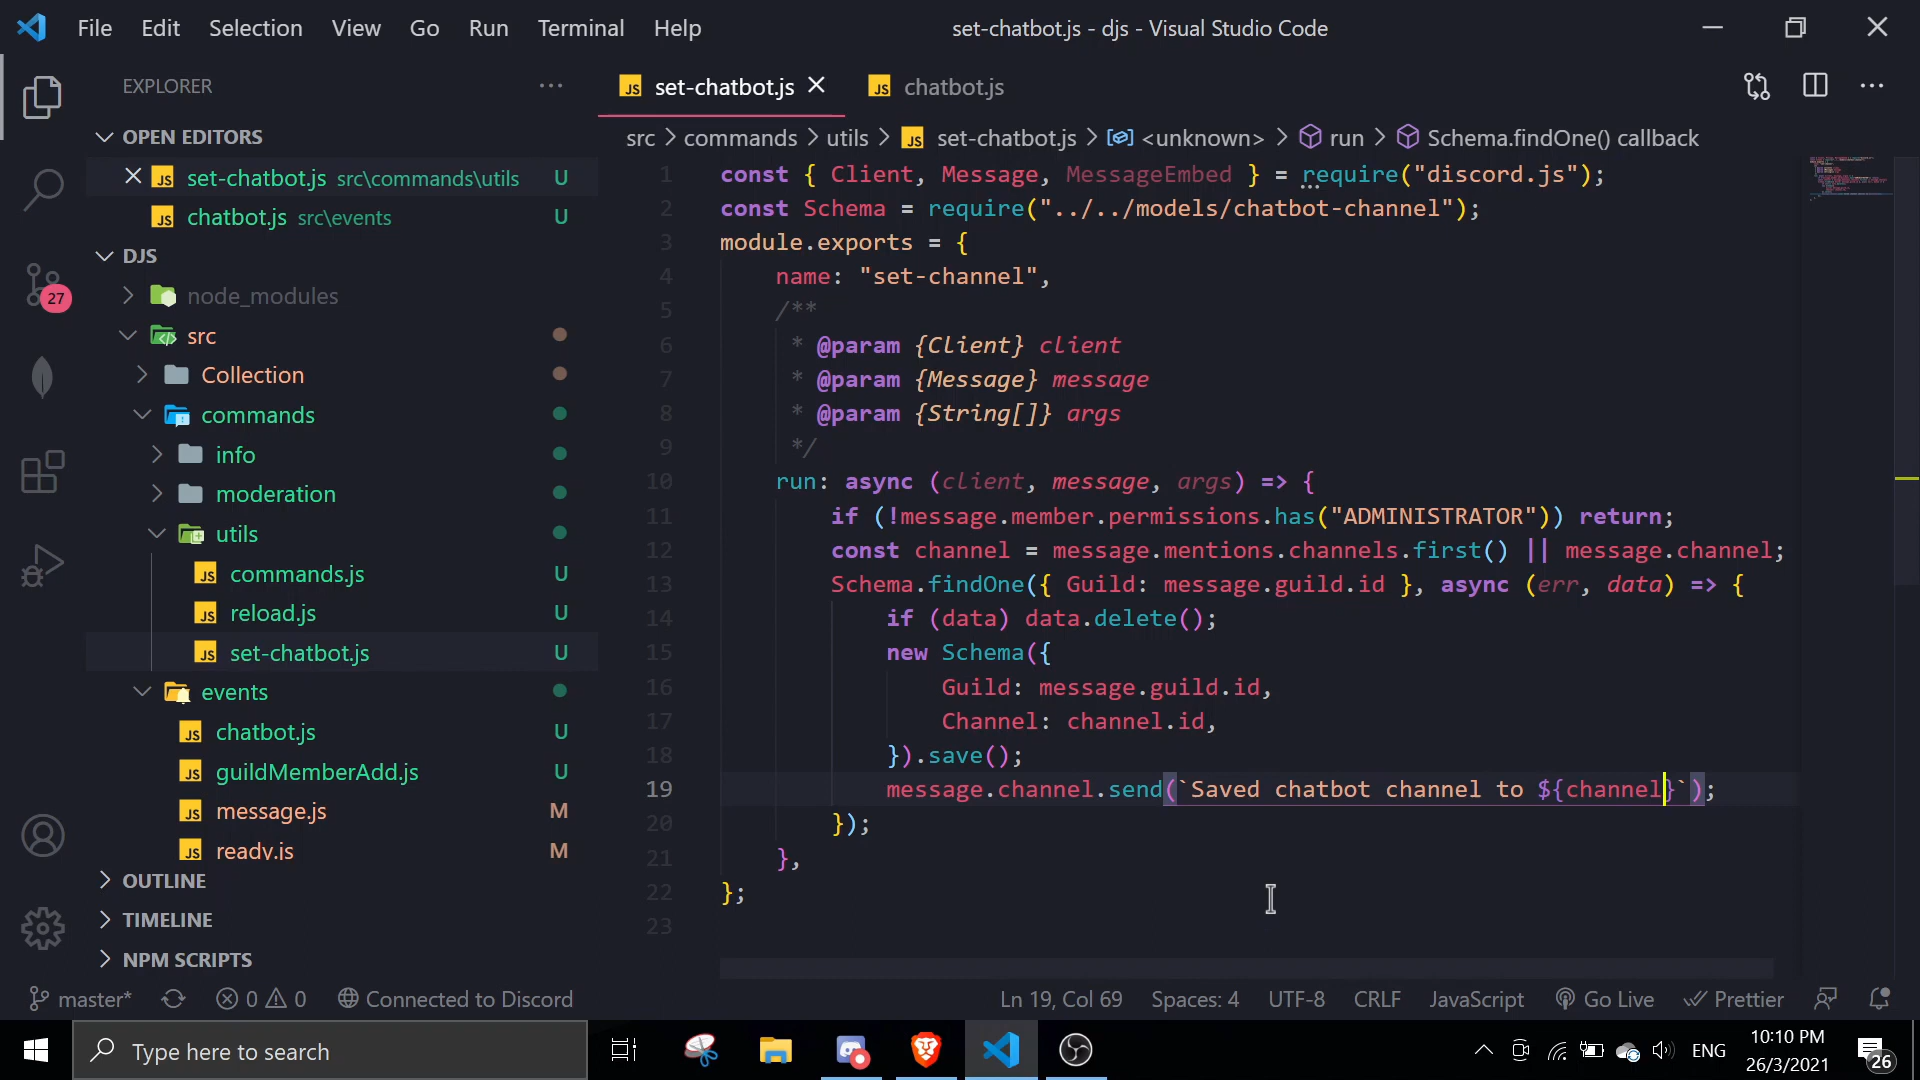 File Edit Selection View Go Run Terminal Help set-chatbot.js - djs - Visual Studio Code
EXPLORER
set-chatbot.js
chatbot.js
OPEN EDITORS
src > commands > utils > set-chatbot.js > <unknown> > run > Schema.findOne() callback
set-chatbot.js src\commands\utils U
chatbot.js src\events U
DJS
node_modules
src
Collection
commands
info
moderation
utils
commands.js U
reload.js U
set-chatbot.js U
events
chatbot.js U
guildMemberAdd.js U
message.js M
ready.js M
OUTLINE
TIMELINE
NPM SCRIPTS
27
1 const { Client, Message, MessageEmbed } = require("discord.js");
2 const Schema = require("../../models/chatbot-channel");
3 module.exports = {
4 name: "set-channel",
5 /**
6 * @param {Client} client
7 * @param {Message} message
8 * @param {String[]} args
9 */
10 run: async (client, message, args) => {
11 if (!message.member.permissions.has("ADMINISTRATOR")) return;
12 const channel = message.mentions.channels.first() || message.channel;
13 Schema.findOne({ Guild: message.guild.id }, async (err, data) => {
14 if (data) data.delete();
15 new Schema({
16 Guild: message.guild.id,
17 Channel: channel.id,
18 }).save();
19 message.channel.send(`Saved chatbot channel to ${channel}`);
20 });
21 },
22 };
23
master* 0 0 Connected to Discord Ln 19, Col 69 Spaces: 4 UTF-8 CRLF JavaScript Go Live Prettier
Type here to search
ENG
10:10 PM
26/3/2021
26